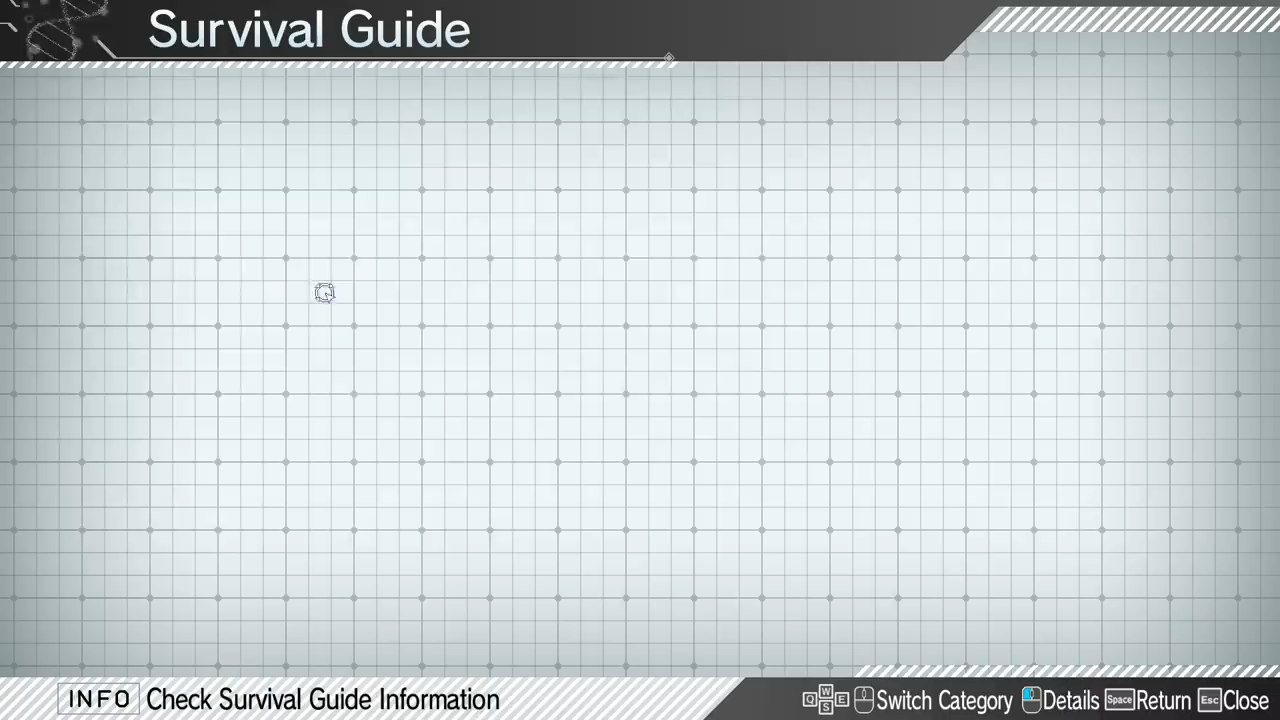 Survival Guide
INFO Check Survival Guide Information
Q W S E Switch Category Details Space Return Esc Close